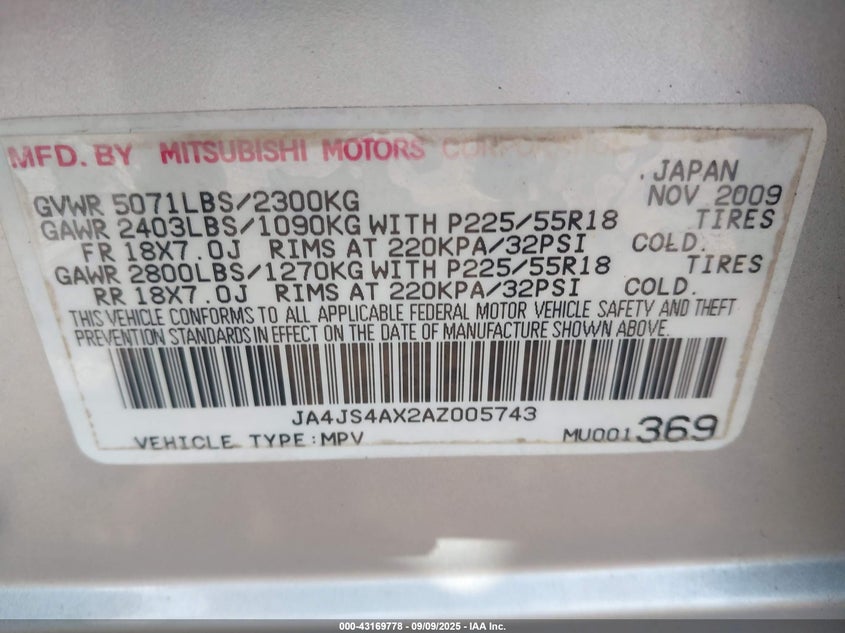 MFD. BY MITSUBISHI MOTORS CORPORATION
. JAPAN
GVWR 5071LBS/2300KG NOV 2009
GAWR 2403LBS/1090KG WITH P225/55R18 TIRES
FR 18X7.0J RIMS AT 220KPA/32PSI COLD.
GAWR 2800LBS/1270KG WITH P225/55R18 TIRES
RR 18X7.0J RIMS AT 220KPA/32PSI COLD.
THIS VEHICLE CONFORMS TO ALL APPLICABLE FEDERAL MOTOR VEHICLE SAFETY AND THEFT
PREVENTION STANDARDS IN EFFECT ON THE DATE OF MANUFACTURE SHOWN ABOVE.
JA4JS4AX2AZ005743
VEHICLE TYPE:MPV MU001369
000-43169778 - 09/09/2025 - IAA Inc.